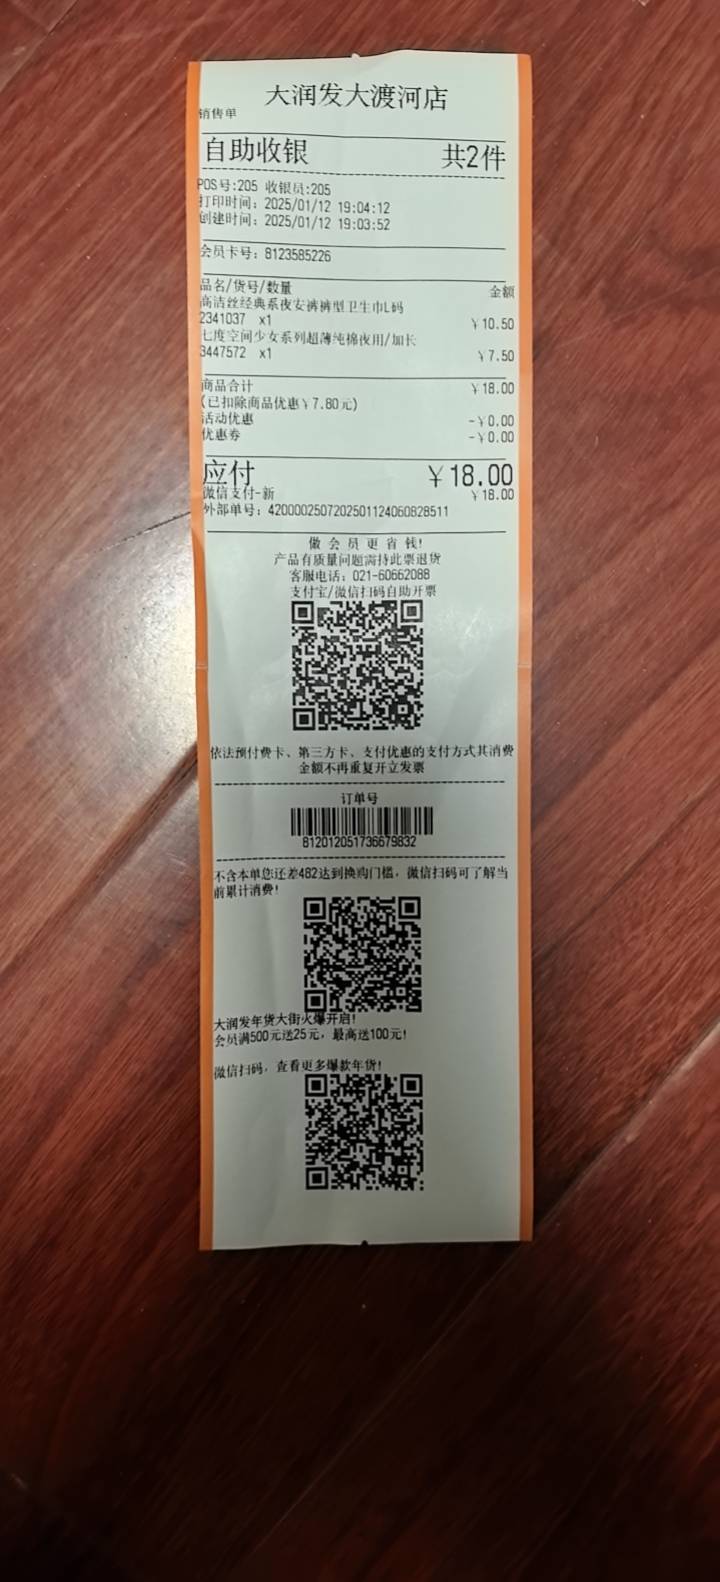 大润发大渡河店
销售单
自助收银 共2件
POS号:205 收银员:205
打印时间: 2025/01/12 19:04:12
创建时间: 2025/01/12 19:03:52
会员卡号: 8123585226
品名/货号/数量 金额
高洁丝经典系夜安裤裤型卫生巾L码
2341037 x1 ¥10.50
七度空间少女系列超薄纯棉夜用/加长
3447572 x1 ¥7.50
商品合计 ¥18.00
(已扣除商品优惠¥7.80元)
活动优惠 -¥0.00
优惠券 -¥0.00
应付 ¥18.00
微信支付-新 ¥18.00
外部单号: 4200002507202501124060828511
做 会 员 更 省 钱!
产品有质量问题需持此票退货
客服电话: 021-60662088
支付宝/微信扫码自助开票
依法预付费卡、第三方卡、支付优惠的支付方式其消费
金额不再重复开立发票
订单号
812012051736679832
不含本单您还差482达到换购门槛, 微信扫码可了解当
前累计消费!
大润发年货大街火爆开启!
会员满500元送25元, 最高送100元!
微信扫码, 查看更多爆款年货!